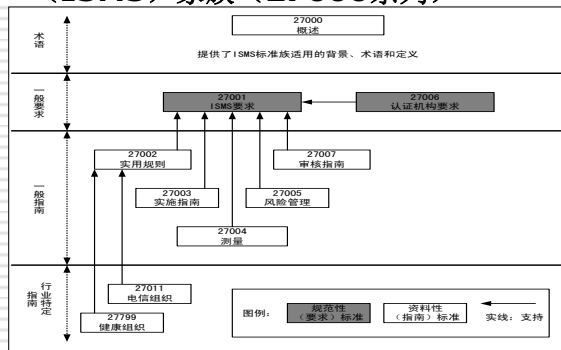 （ISMS）家族（27000系列）
术语
27000
概述
提供了ISMS标准族适用的背景、术语和定义
一般要求
27001
ISMS要求
27006
认证机构要求
一般指南
27002
实用规则
27007
审核指南
27003
实施指南
27005
风险管理
27004
测量
行业特定
指南
27011
电信组织
27799
健康组织
图例：
规范性
（要求）标准
资料性
（指南）标准
实线：支持